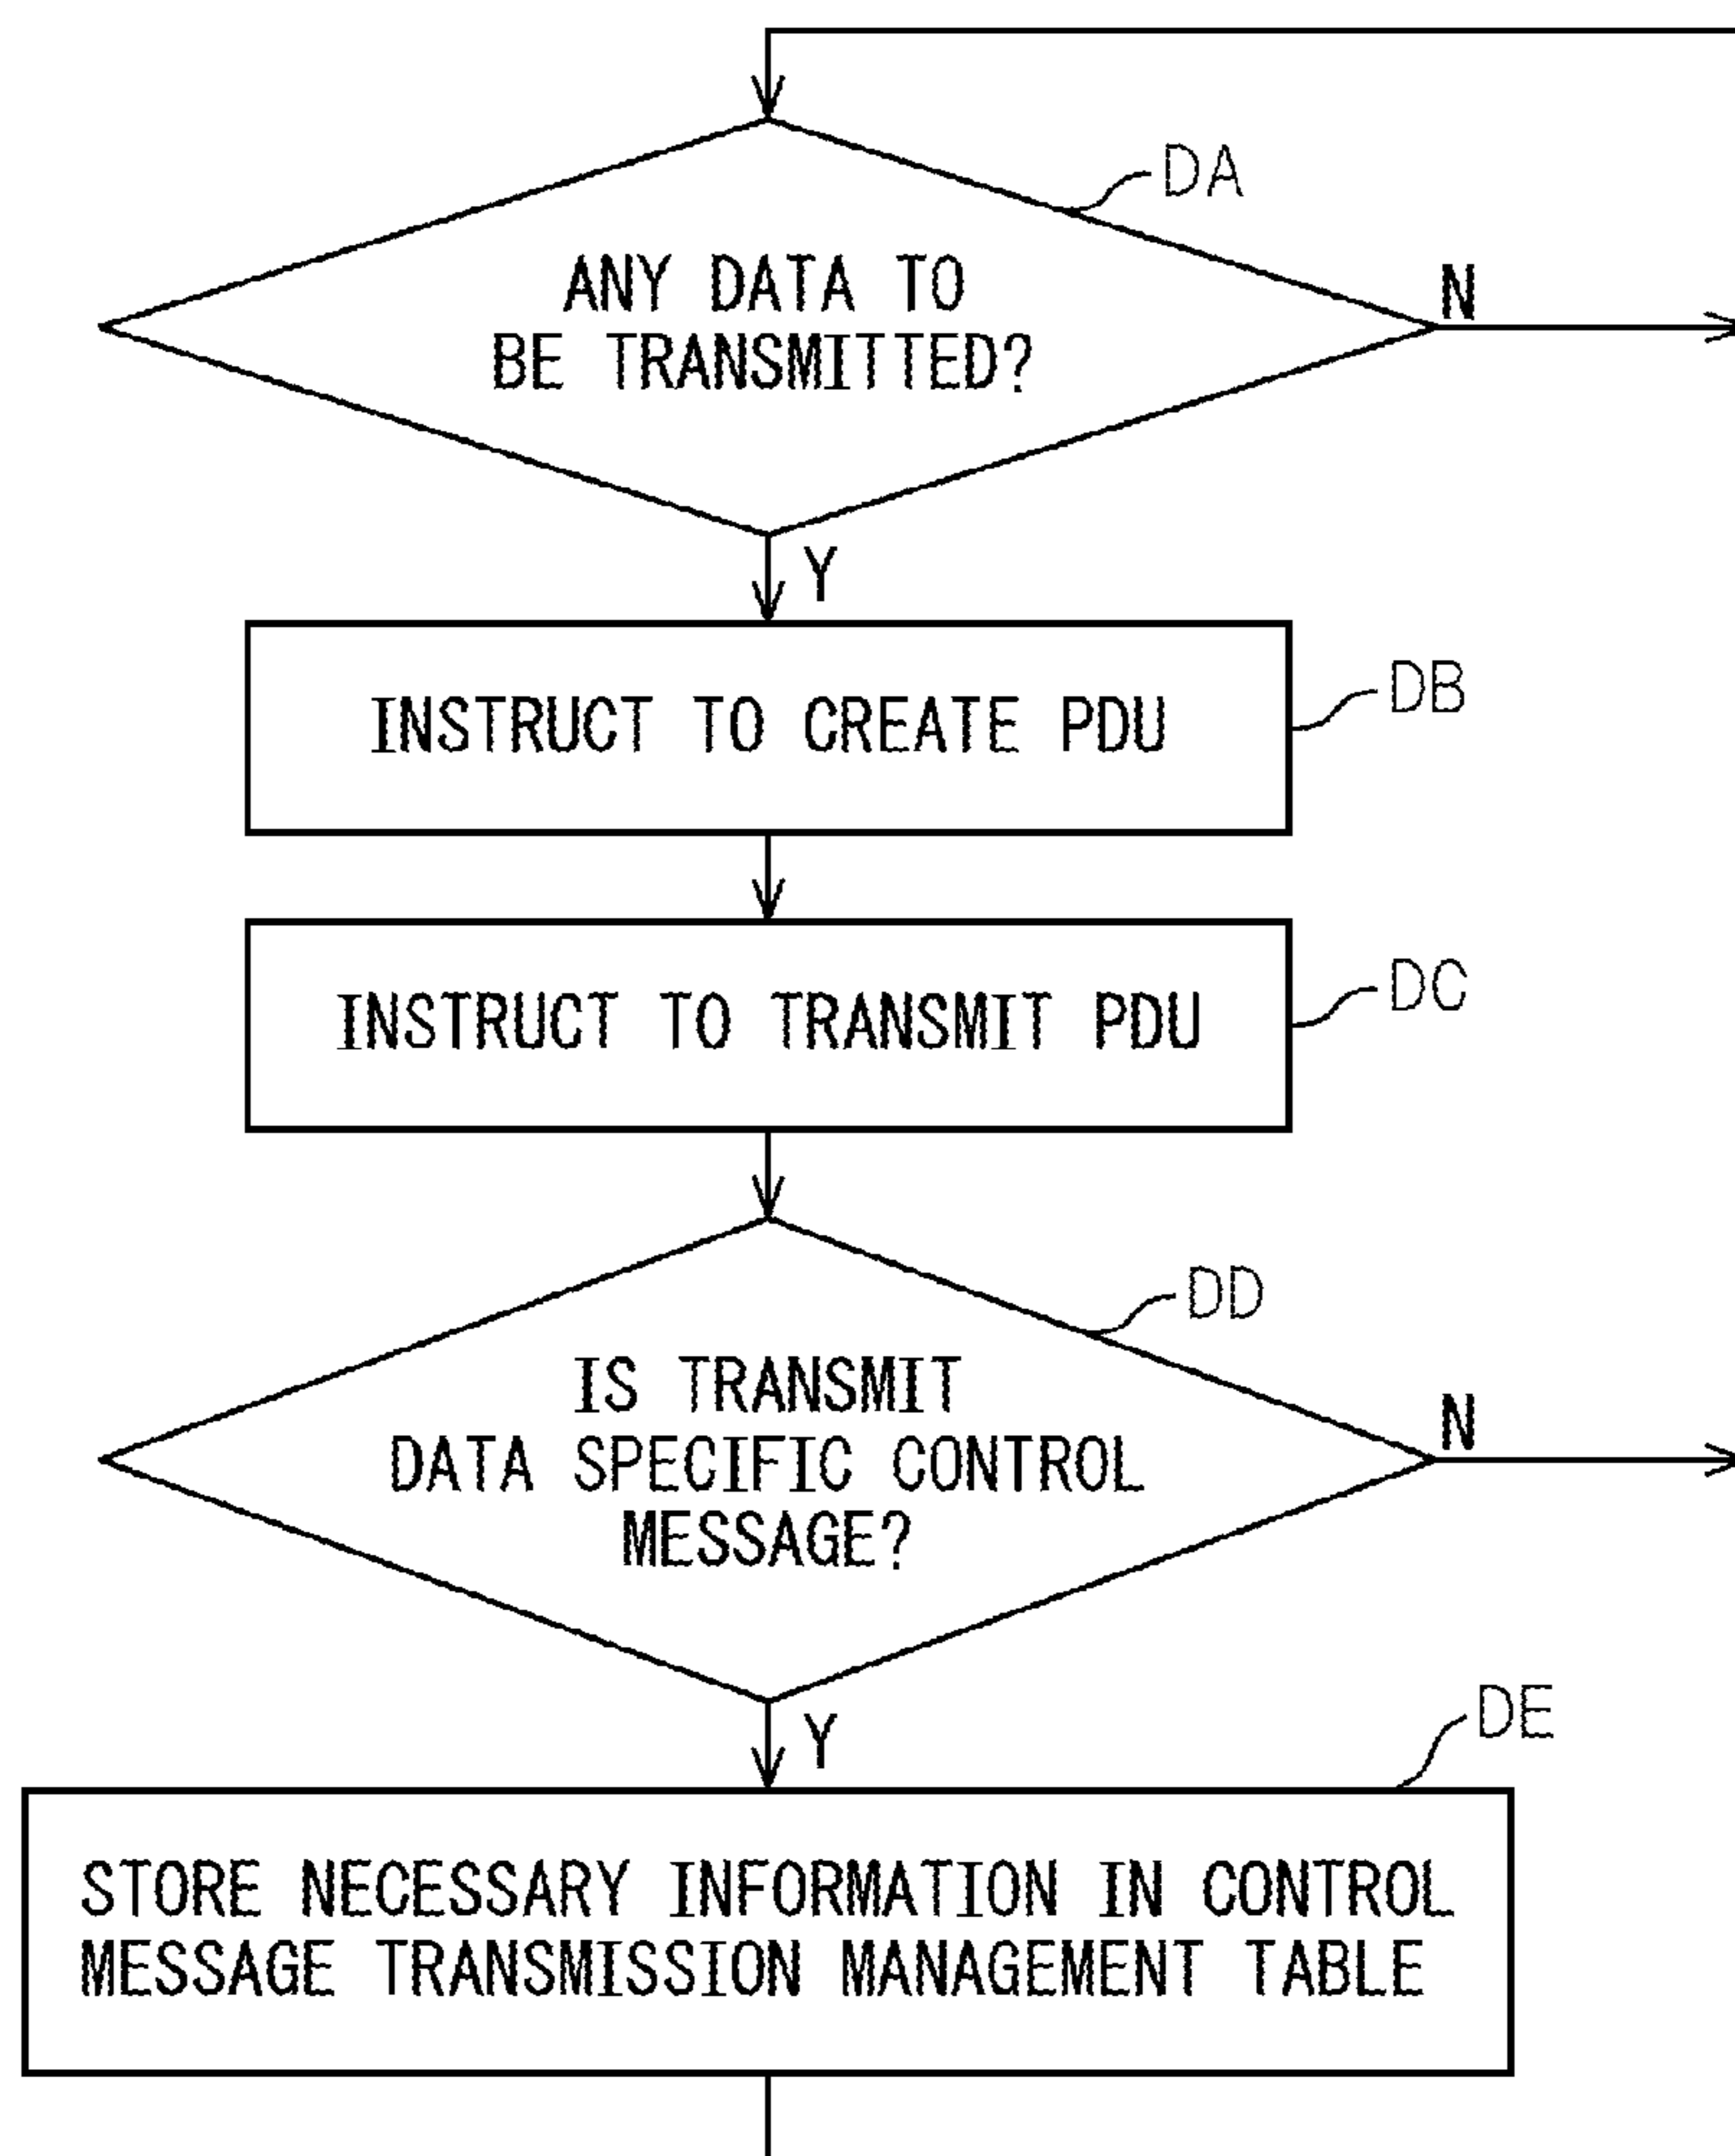 DA
ANY DATA TO
BE TRANSMITTED?
N
Y
INSTRUCT TO CREATE PDU
DB
INSTRUCT TO TRANSMIT PDU
DC
DD
IS TRANSMIT
DATA SPECIFIC CONTROL
MESSAGE?
N
Y
DE
STORE NECESSARY INFORMATION IN CONTROL
MESSAGE TRANSMISSION MANAGEMENT TABLE